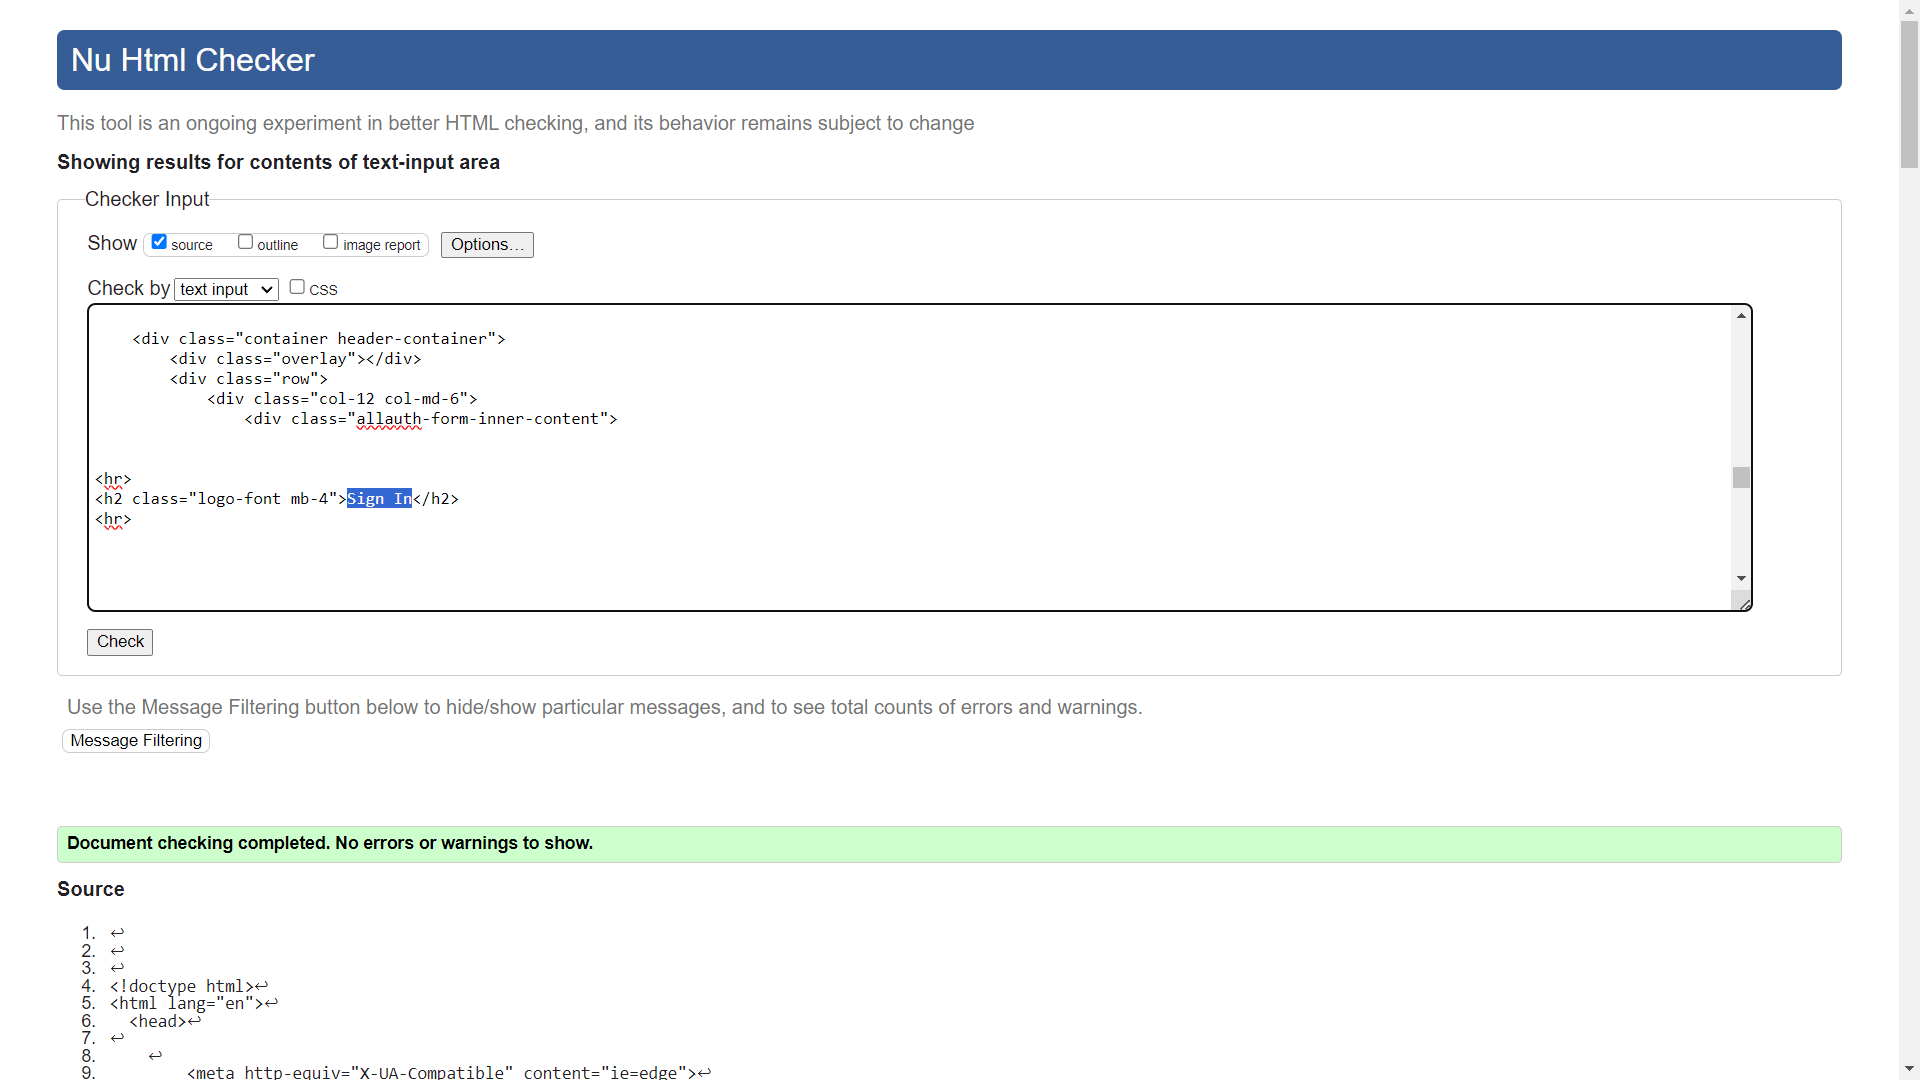 Nu Html Checker
This tool is an ongoing experiment in better HTML checking, and its behavior remains subject to change
Showing results for contents of text-input area
Checker Input
Show source outline image report Options...
Check by text input CSS
<div class="container header-container">
<div class="overlay"></div>
<div class="row">
<div class="col-12 col-md-6">
<div class="allauth-form-inner-content">
<hr>
<h2 class="logo-font mb-4">Sign In</h2>
<hr>
Check
Use the Message Filtering button below to hide/show particular messages, and to see total counts of errors and warnings.
Message Filtering
Document checking completed. No errors or warnings to show.
Source
1. ↩
2. ↩
3. ↩
4. <!doctype html>↩
5. <html lang="en">↩
6. <head>↩
7. ↩
8. ↩
9. <meta http-equiv="X-UA-Compatible" content="ie=edge">↩